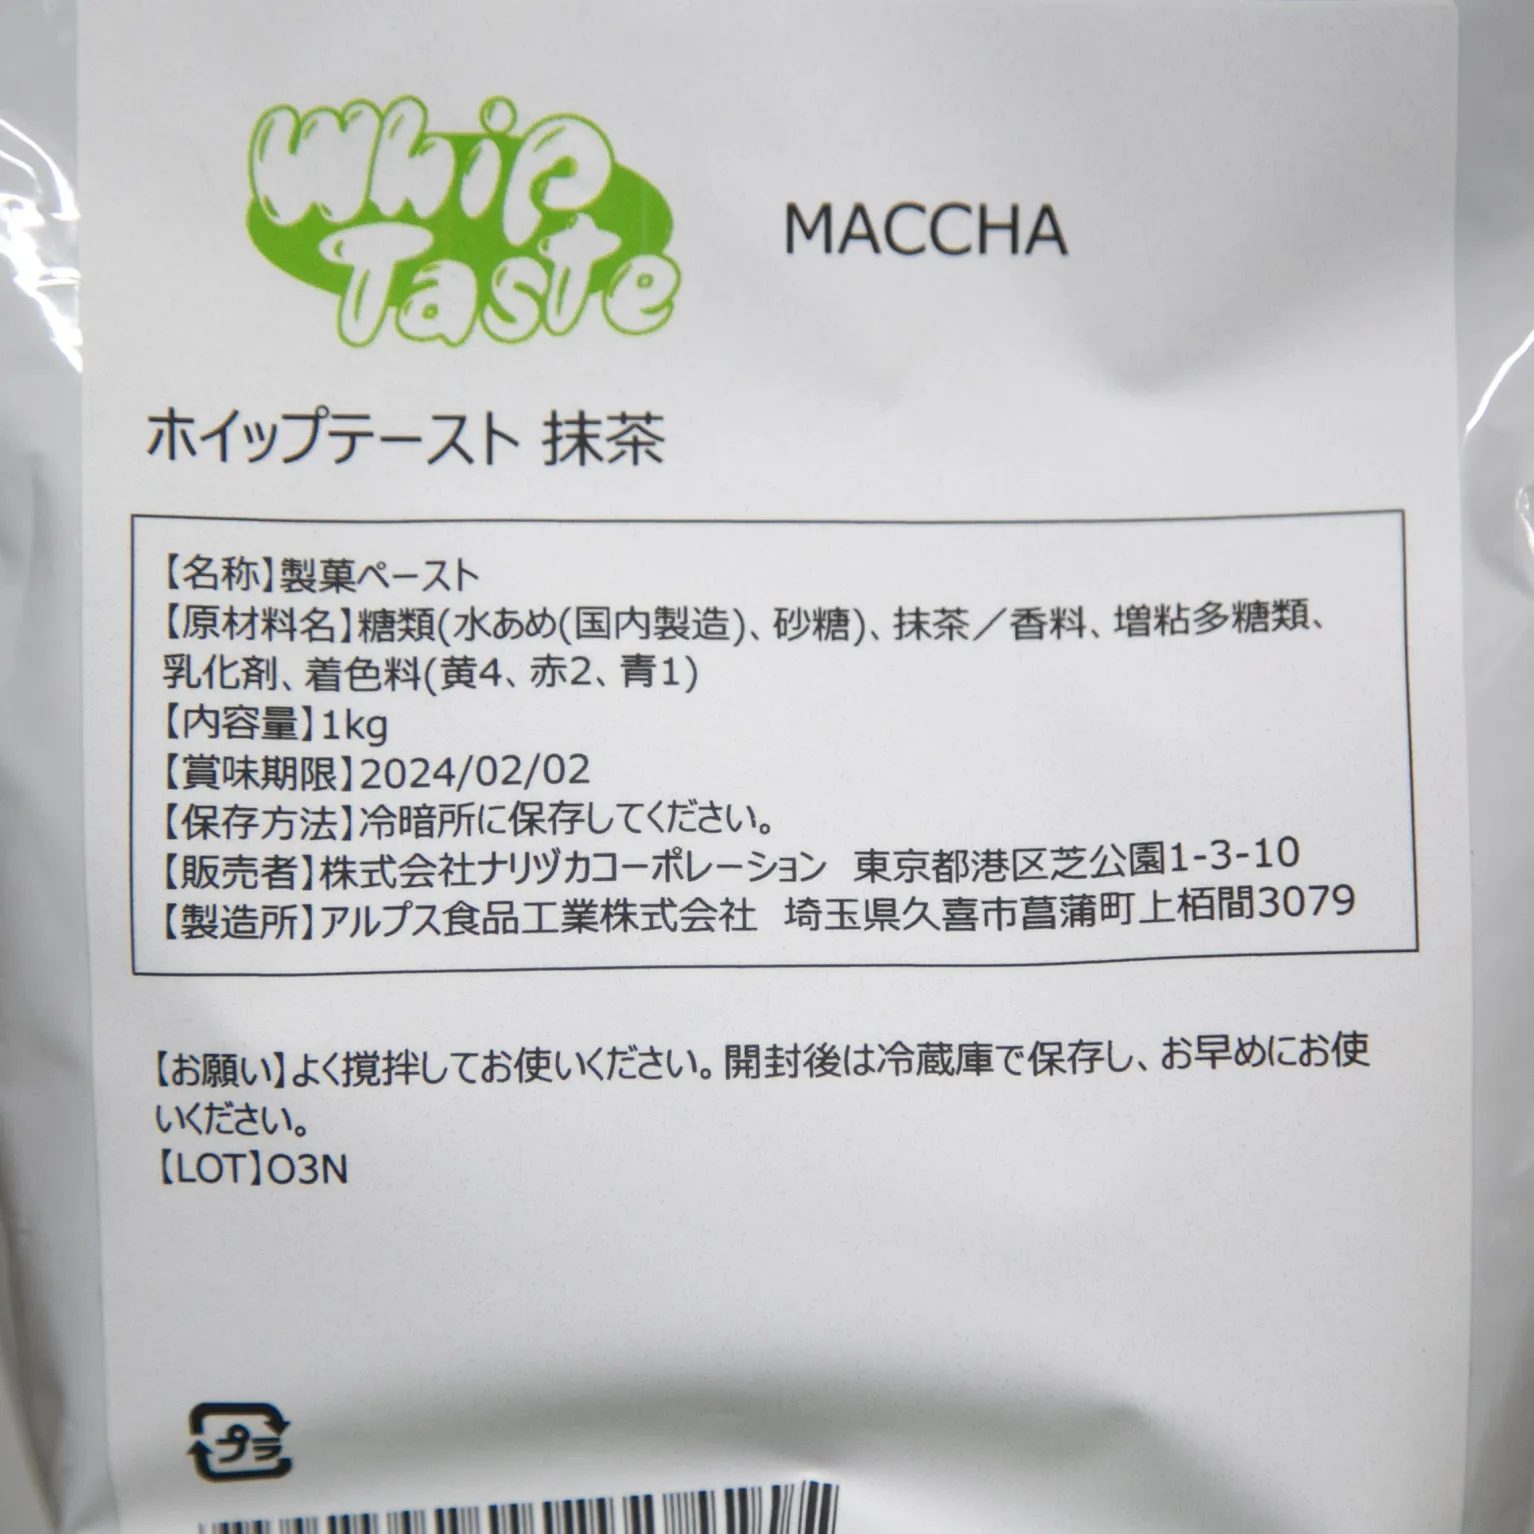 Whip
Taste
MACCHA
ホイップテースト 抹茶
【名称】製菓ペースト
【原材料名】糖類(水あめ(国内製造)、砂糖)、抹茶／香料、増粘多糖類、
乳化剤、着色料(黄4、赤2、青1)
【内容量】1kg
【賞味期限】2024/02/02
【保存方法】冷暗所に保存してください。
【販売者】株式会社ナリヅカコーポレーション 東京都港区芝公園1-3-10
【製造所】アルプス食品工業株式会社 埼玉県久喜市菖蒲町上栢間3079
【お願い】よく撹拌してお使いください。開封後は冷蔵庫で保存し、お早めにお使
いください。
【LOT】O3N
プラ